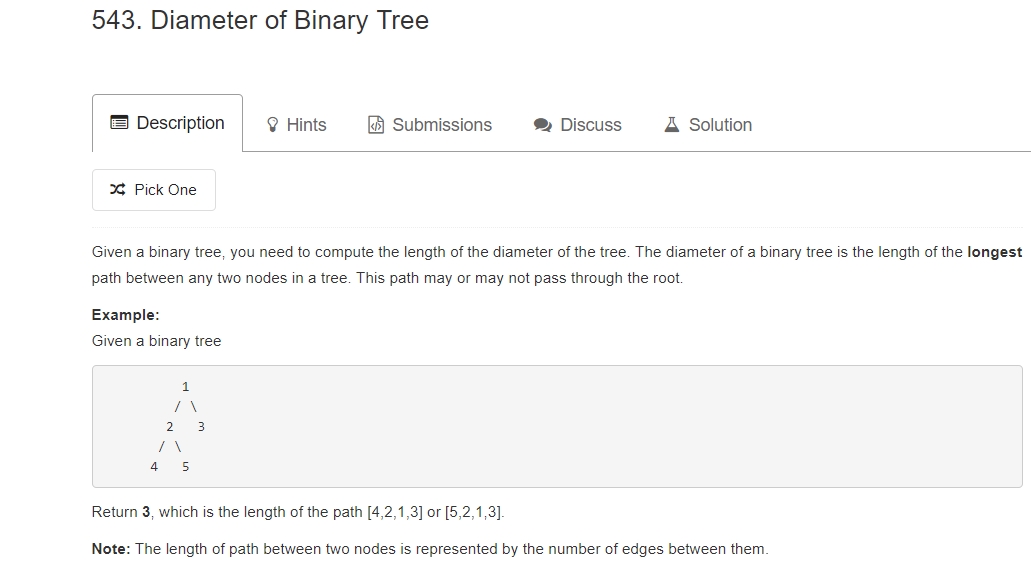 543. Diameter of Binary Tree
Description Hints Submissions Discuss Solution
Pick One
Given a binary tree, you need to compute the length of the diameter of the tree. The diameter of a binary tree is the length of the longest
path between any two nodes in a tree. This path may or may not pass through the root.
Example:
Given a binary tree
1
/ \
2 3
/ \
4 5
Return 3, which is the length of the path [4,2,1,3] or [5,2,1,3].
Note: The length of path between two nodes is represented by the number of edges between them.